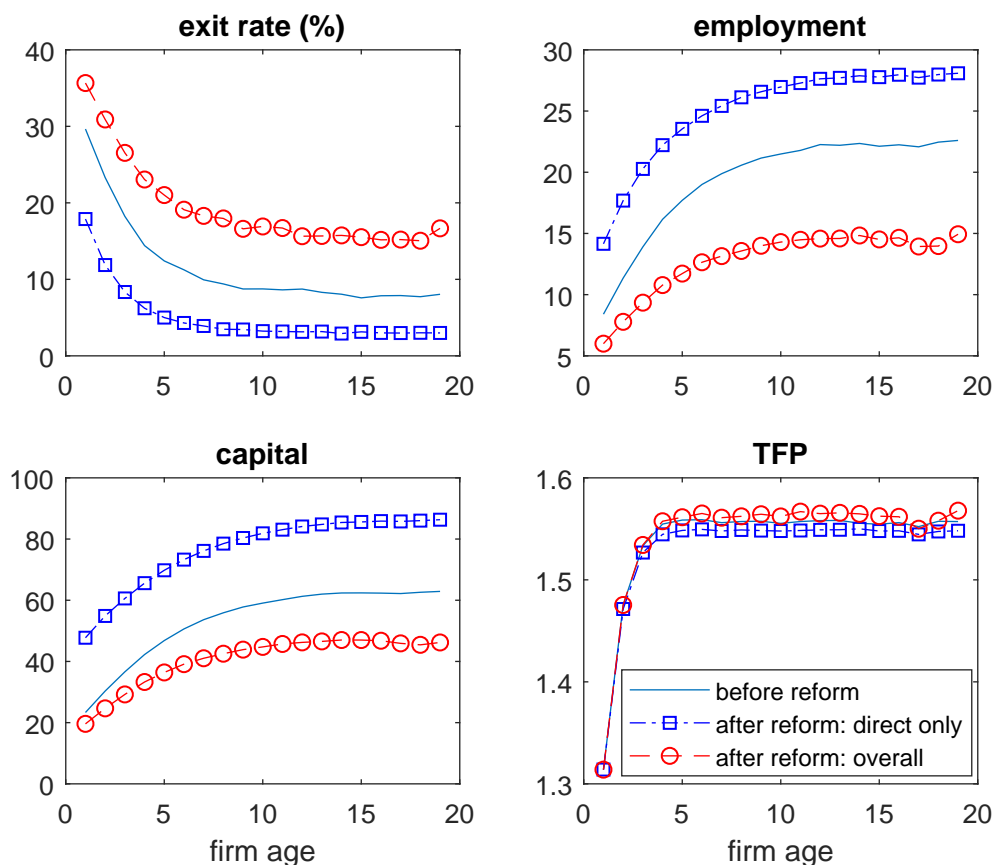 exit rate (%)
40
30
20
10
0
0 5 10 15 20
employment
30
25
20
15
10
5
0 5 10 15 20
capital
100
80
60
40
20
0
0 5 10 15 20
firm age
TFP
1.6
1.5
1.4
1.3
before reform
after reform: direct only
after reform: overall
0 5 10 15 20
firm age